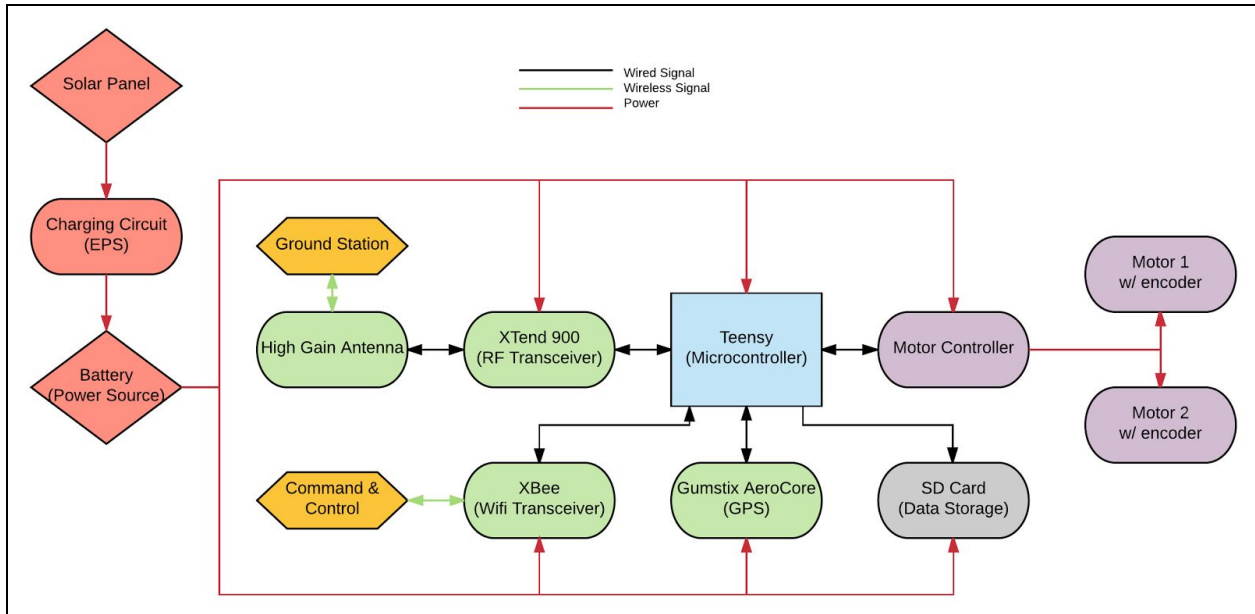 Solar Panel
Wired Signal
Wireless Signal
Power
Charging Circuit
(EPS)
Ground Station
Motor 1
w/ encoder
High Gain Antenna
XTend 900
(RF Transceiver)
Teensy
(Microcontroller)
Motor Controller
Battery
(Power Source)
Motor 2
w/ encoder
Command &
Control
XBee
(Wifi Transceiver)
Gumstix AeroCore
(GPS)
SD Card
(Data Storage)